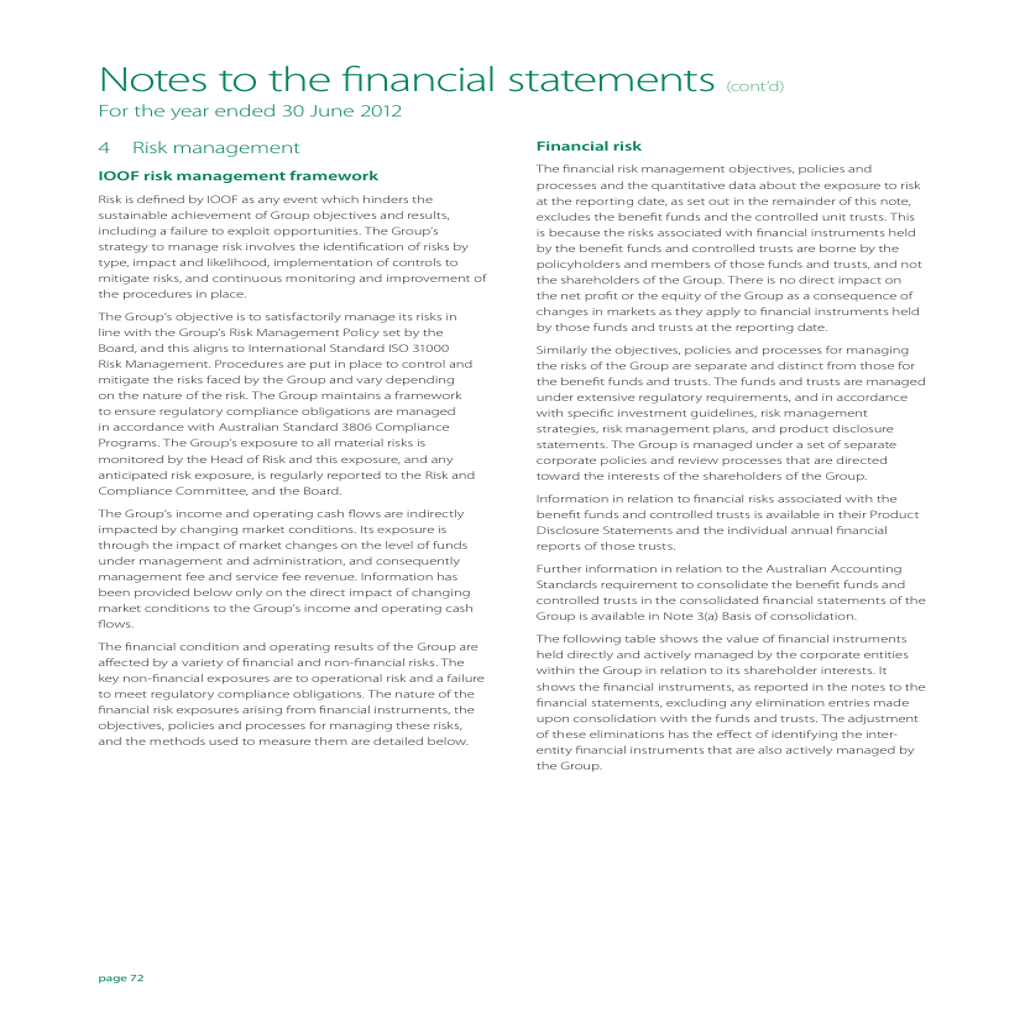 Notes to the financial statements (cont'd)
For the year ended 30 June 2012
4 Risk management
IOOF risk management framework
Risk is defined by IOOF as any event which hinders the
sustainable achievement of Group objectives and results,
including a failure to exploit opportunities. The Group's
strategy to manage risk involves the identification of risks by
type, impact and likelihood, implementation of controls to
mitigate risks, and continuous monitoring and improvement of
the procedures in place.
The Group's objective is to satisfactorily manage its risks in
line with the Group's Risk Management Policy set by the
Board, and this aligns to International Standard ISO 31000
Risk Management. Procedures are put in place to control and
mitigate the risks faced by the Group and vary depending
on the nature of the risk. The Group maintains a framework
to ensure regulatory compliance obligations are managed
in accordance with Australian Standard 3806 Compliance
Programs. The Group's exposure to all material risks is
monitored by the Head of Risk and this exposure, and any
anticipated risk exposure, is regularly reported to the Risk and
Compliance Committee, and the Board.
The Group's income and operating cash flows are indirectly
impacted by changing market conditions. Its exposure is
through the impact of market changes on the level of funds
under management and administration, and consequently
management fee and service fee revenue. Information has
been provided below only on the direct impact of changing
market conditions to the Group's income and operating cash
flows.
The financial condition and operating results of the Group are
affected by a variety of financial and non-financial risks. The
key non-financial exposures are to operational risk and a failure
to meet regulatory compliance obligations. The nature of the
financial risk exposures arising from financial instruments, the
objectives, policies and processes for managing these risks,
and the methods used to measure them are detailed below.
Financial risk
The financial risk management objectives, policies and
processes and the quantitative data about the exposure to risk
at the reporting date, as set out in the remainder of this note,
excludes the benefit funds and the controlled unit trusts. This
is because the risks associated with financial instruments held
by the benefit funds and controlled trusts are borne by the
policyholders and members of those funds and trusts, and not
the shareholders of the Group. There is no direct impact on
the net profit or the equity of the Group as a consequence of
changes in markets as they apply to financial instruments held
by those funds and trusts at the reporting date.
Similarly the objectives, policies and processes for managing
the risks of the Group are separate and distinct from those for
the benefit funds and trusts. The funds and trusts are managed
under extensive regulatory requirements, and in accordance
with specific investment guidelines, risk management
strategies, risk management plans, and product disclosure
statements. The Group is managed under a set of separate
corporate policies and review processes that are directed
toward the interests of the shareholders of the Group.
Information in relation to financial risks associated with the
benefit funds and controlled trusts is available in their Product
Disclosure Statements and the individual annual financial
reports of those trusts.
Further information in relation to the Australian Accounting
Standards requirement to consolidate the benefit funds and
controlled trusts in the consolidated financial statements of the
Group is available in Note 3(a) Basis of consolidation.
The following table shows the value of financial instruments
held directly and actively managed by the corporate entities
within the Group in relation to its shareholder interests. It
shows the financial instruments, as reported in the notes to the
financial statements, excluding any elimination entries made
upon consolidation with the funds and trusts. The adjustment
of these eliminations has the effect of identifying the inter-
entity financial instruments that are also actively managed by
the Group.
page 72